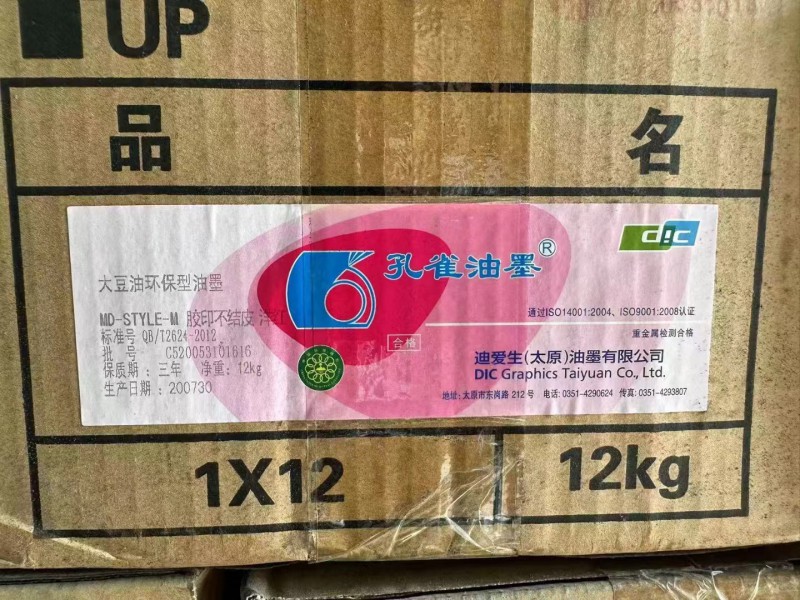 UP
品 名
大豆油环保型油墨
MD-STYLE-M 胶印不结皮 洋红
标准号 QB/T2624-2012
批 号 C520053101616
保质期：三年 净重：12kg
生产日期：200730
孔雀油墨®
合格
DIC
通过ISO14001:2004、ISO9001:2008认证
重金属检测合格
迪爱生(太原)油墨有限公司
DIC Graphics Taiyuan Co., Ltd.
地址:太原市东岗路 212 号 电话: 0351-4290624 传真: 0351-4293807
1X12 12kg